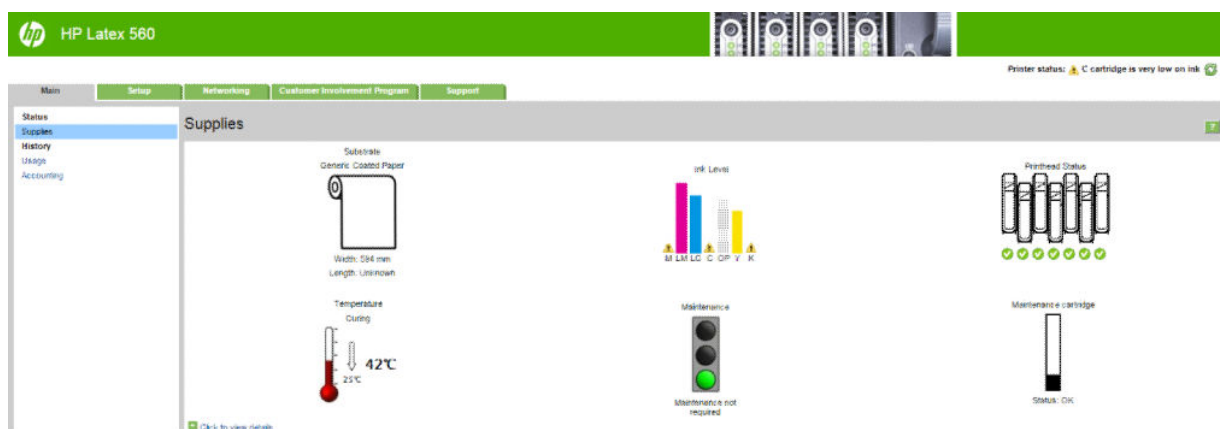 hp
HP Latex 560
Printer status: C cartridge is very low on ink
Main
Setup
Networking
Customer Involvement Program
Support
Status
Supplies
History
Usage
Accounting
Supplies
?
Substrate
Generic Coated Paper
Width: 594 mm
Length: Unknown
Ink Level
M LM LC C OP Y K
Printhead Status
Temperature
Curing
42°C
25°C
Maintenance
Maintenance not
required
Maintenance cartridge
Status: OK
Click to view details